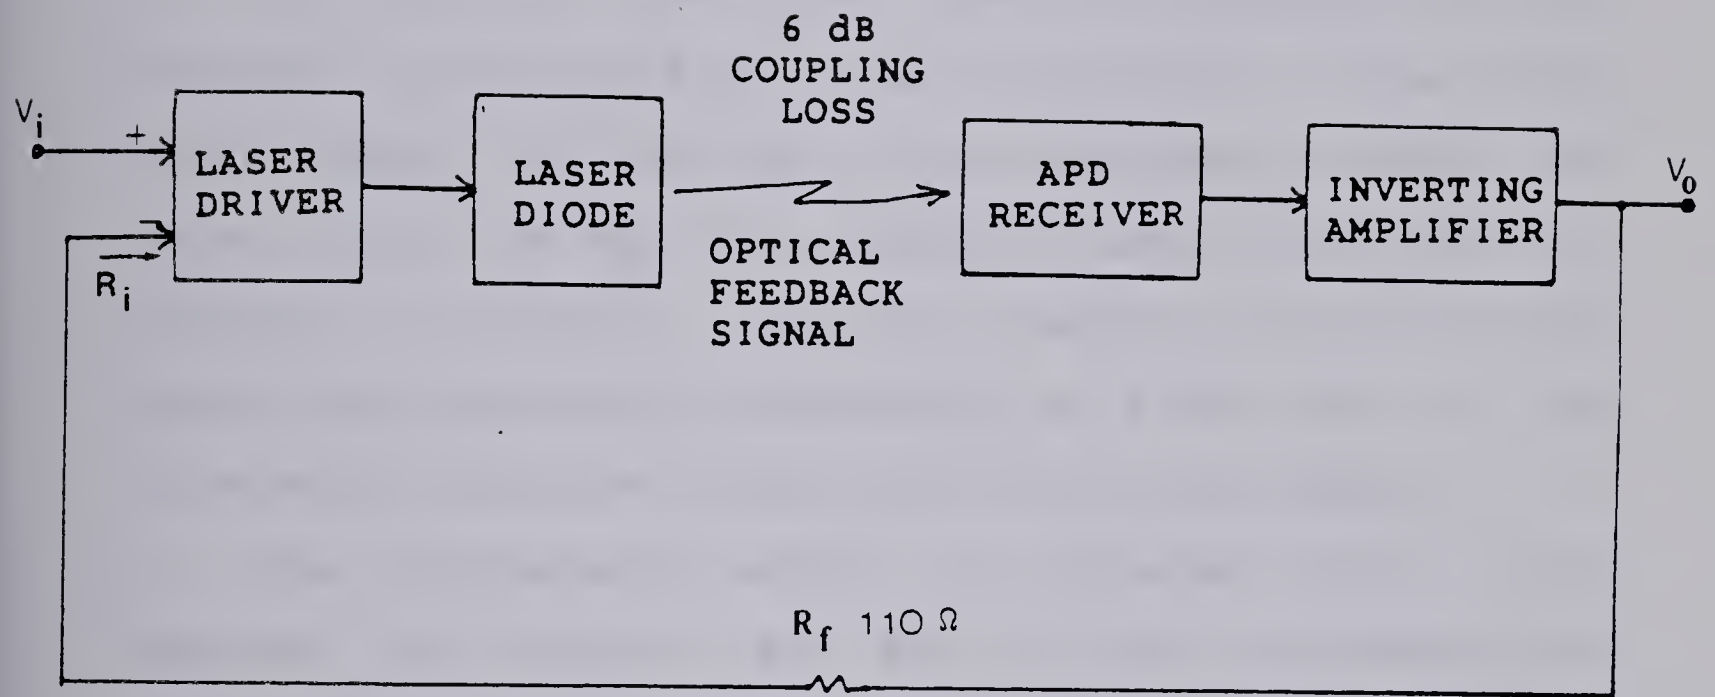 6 dB
COUPLING
LOSS
V_i
+
LASER
DRIVER
−
R_i
LASER
DIODE
OPTICAL
FEEDBACK
SIGNAL
APD
RECEIVER
INVERTING
AMPLIFIER
V_o
R_f 110 Ω